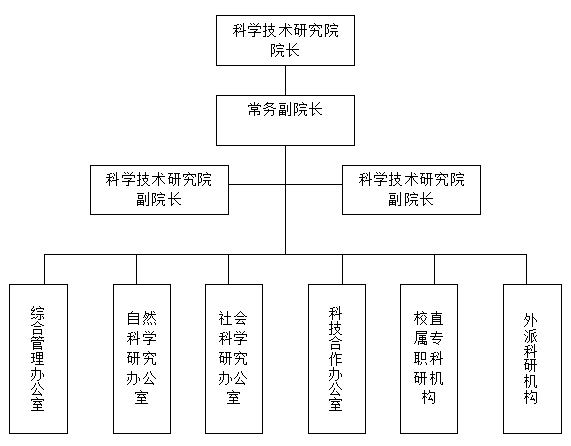 科学技术研究院
院长
常务副院长
科学技术研究院
副院长
科学技术研究院
副院长
综合管理办公室
自然
科学
研究
办公
室
社会
科学
研究
办公
室
科技合作办公室
校直
属专
职科
研机
构
外派科研机构